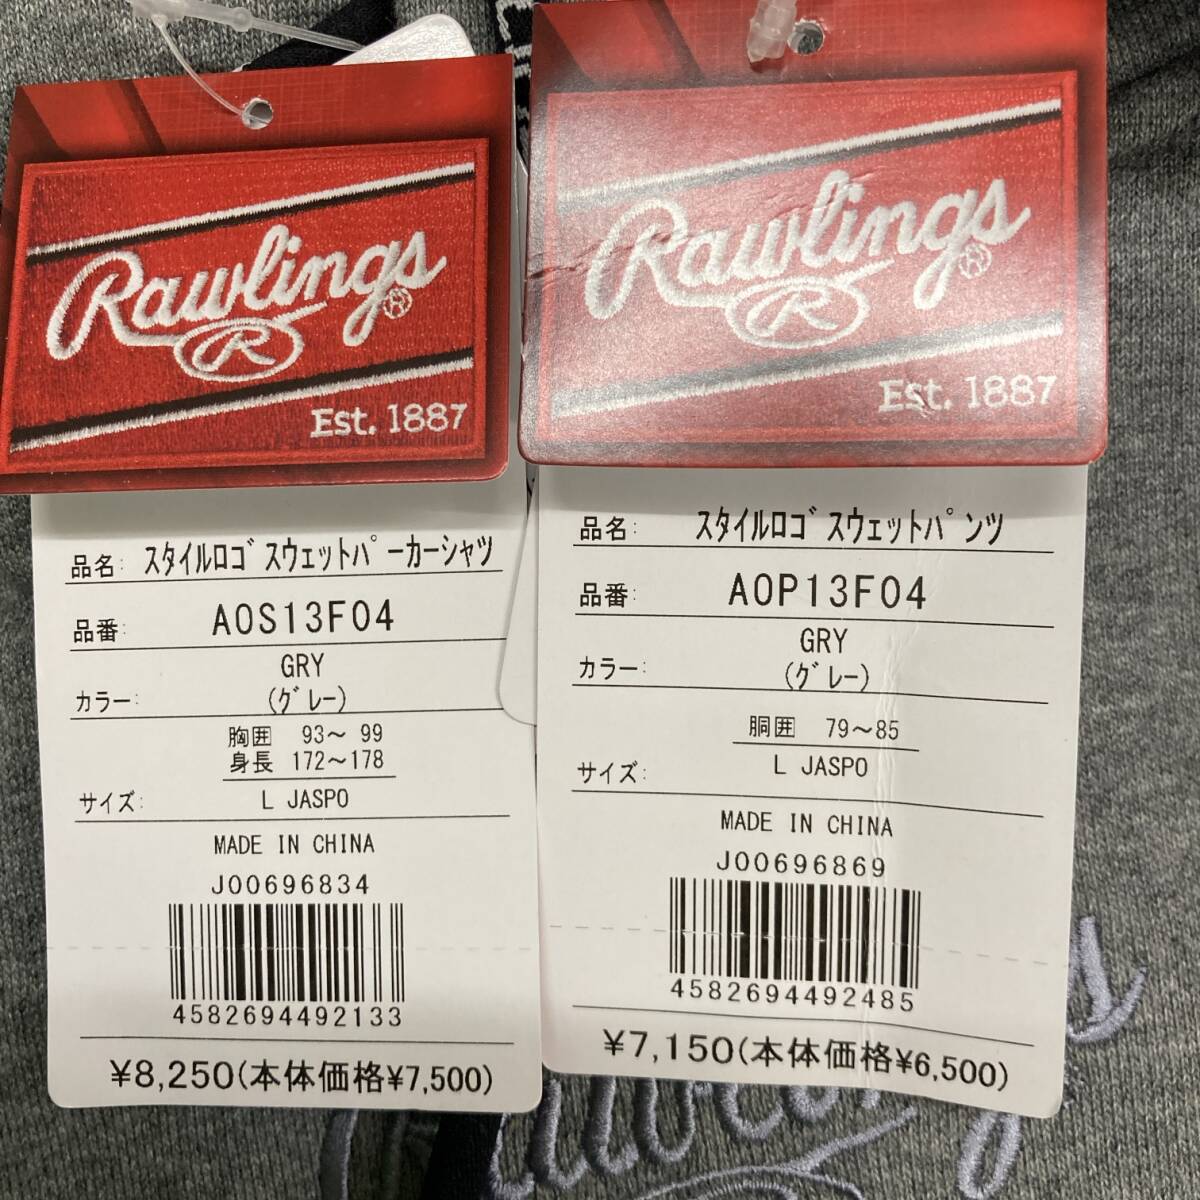 Rawlings®
R
Est. 1887
品名: スタイルロゴスウェットパーカーシャツ
品番: AOS13F04
GRY
カラー: (グレー)
胸囲 93～ 99
身長 172～178
サイズ: L JASPO
MADE IN CHINA
J00696834
4582694492133
¥8,250(本体価格¥7,500)
Rawlings®
R
Est. 1887
品名: スタイルロゴスウェットパンツ
品番: AOP13F04
GRY
カラー: (グレー)
胴囲 79～85
サイズ: L JASPO
MADE IN CHINA
J00696869
4582694492485
¥7,150(本体価格¥6,500)
Rawlings